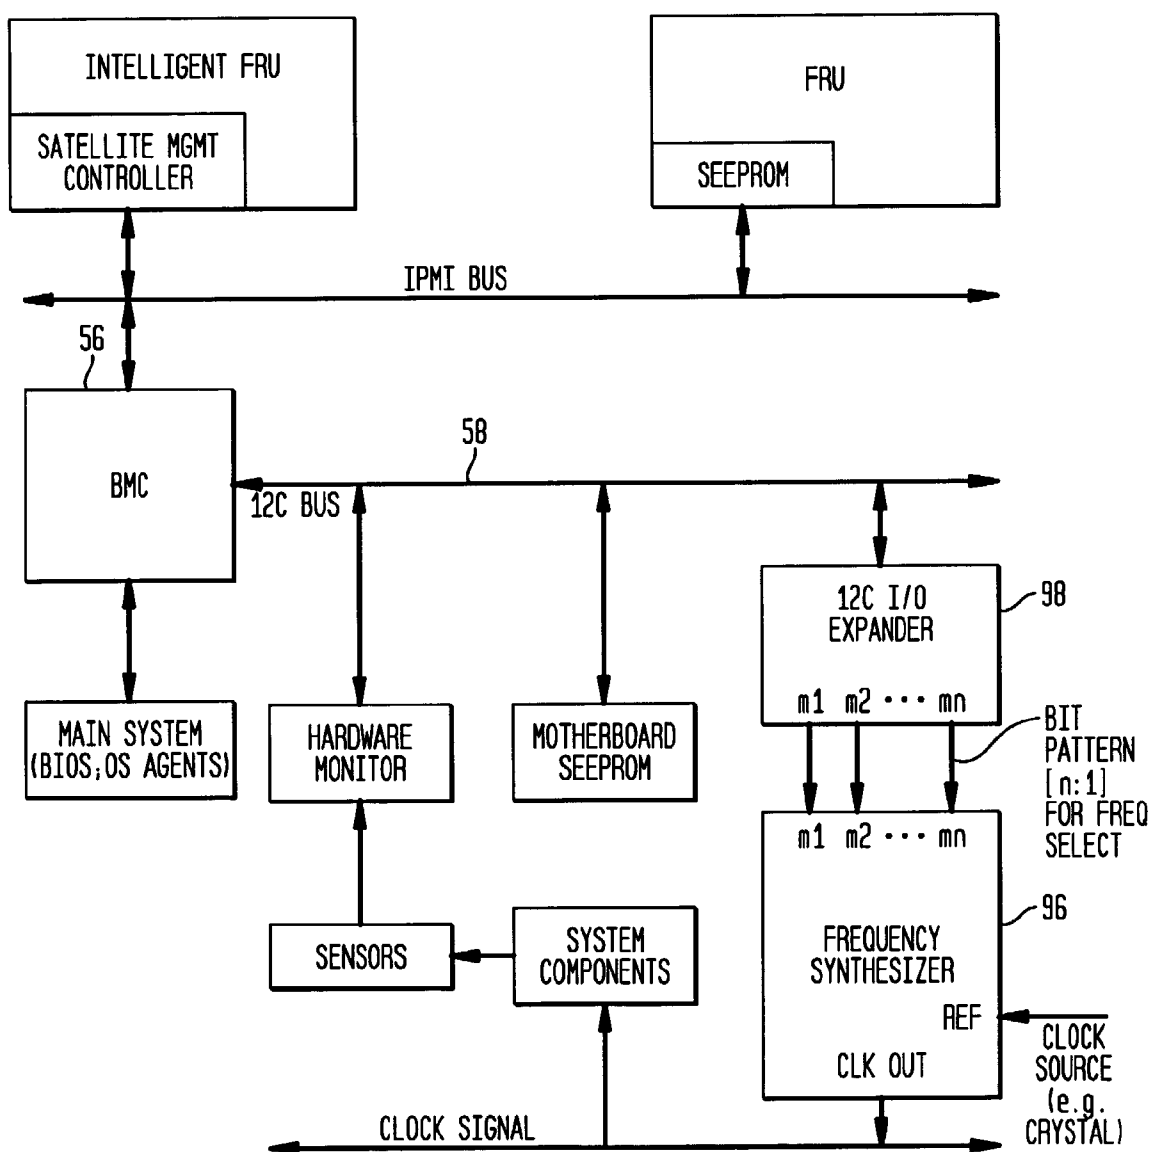 INTELLIGENT FRU
SATELLITE MGMT
CONTROLLER
FRU
SEEPROM
IPMI BUS
56
BMC
58
12C BUS
12C I/O
EXPANDER
98
m1 m2 ••• mn
MAIN SYSTEM
(BIOS;OS AGENTS)
HARDWARE
MONITOR
MOTHERBOARD
SEEPROM
BIT
PATTERN
[n:1]
FOR FREQ
SELECT
m1 m2 ••• mn
96
SENSORS
SYSTEM
COMPONENTS
FREQUENCY
SYNTHESIZER
REF
CLK OUT
CLOCK
SOURCE
(e.g.
CRYSTAL)
CLOCK SIGNAL